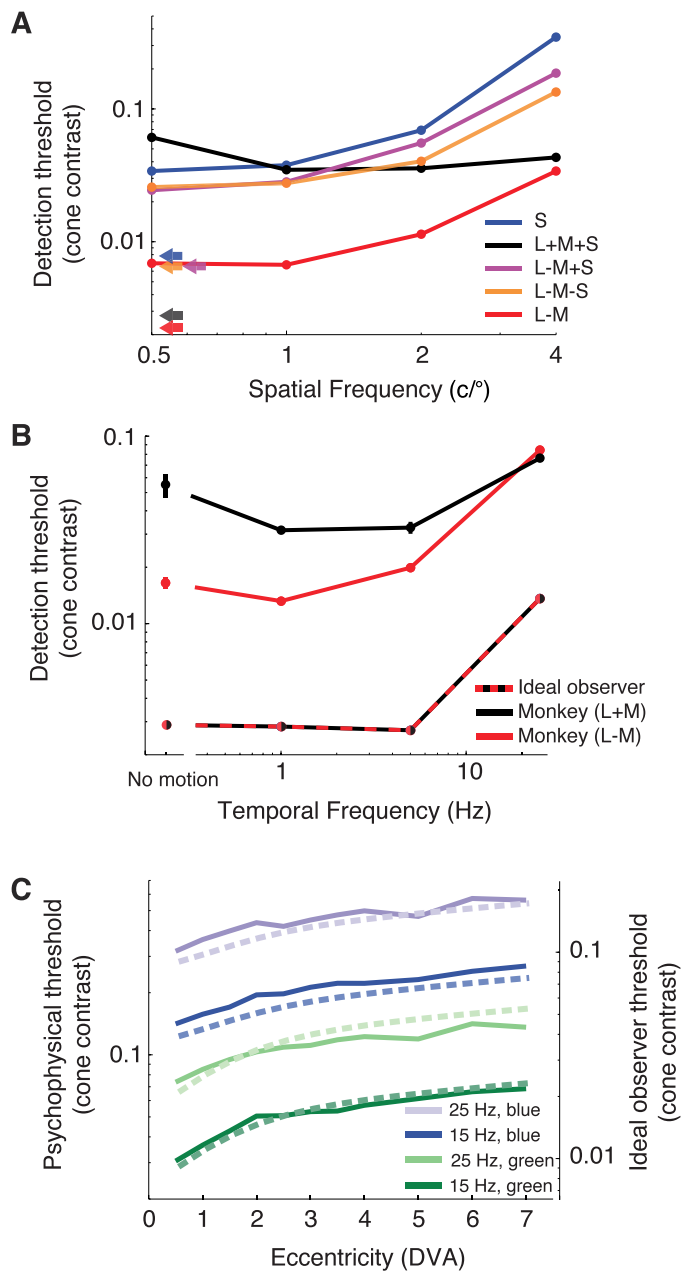 A
Detection threshold
(cone contrast)
0.1
0.01
S
L+M+S
L-M+S
L-M-S
L-M
0.5
1
2
4
Spatial Frequency (c/°)
B
Detection threshold
(cone contrast)
0.1
0.01
Ideal observer
Monkey (L+M)
Monkey (L-M)
No motion
1
10
Temporal Frequency (Hz)
C
Psychophysical threshold
(cone contrast)
0.1
Ideal observer threshold
(cone contrast)
0.1
0.01
25 Hz, blue
15 Hz, blue
25 Hz, green
15 Hz, green
0
1
2
3
4
5
6
7
Eccentricity (DVA)